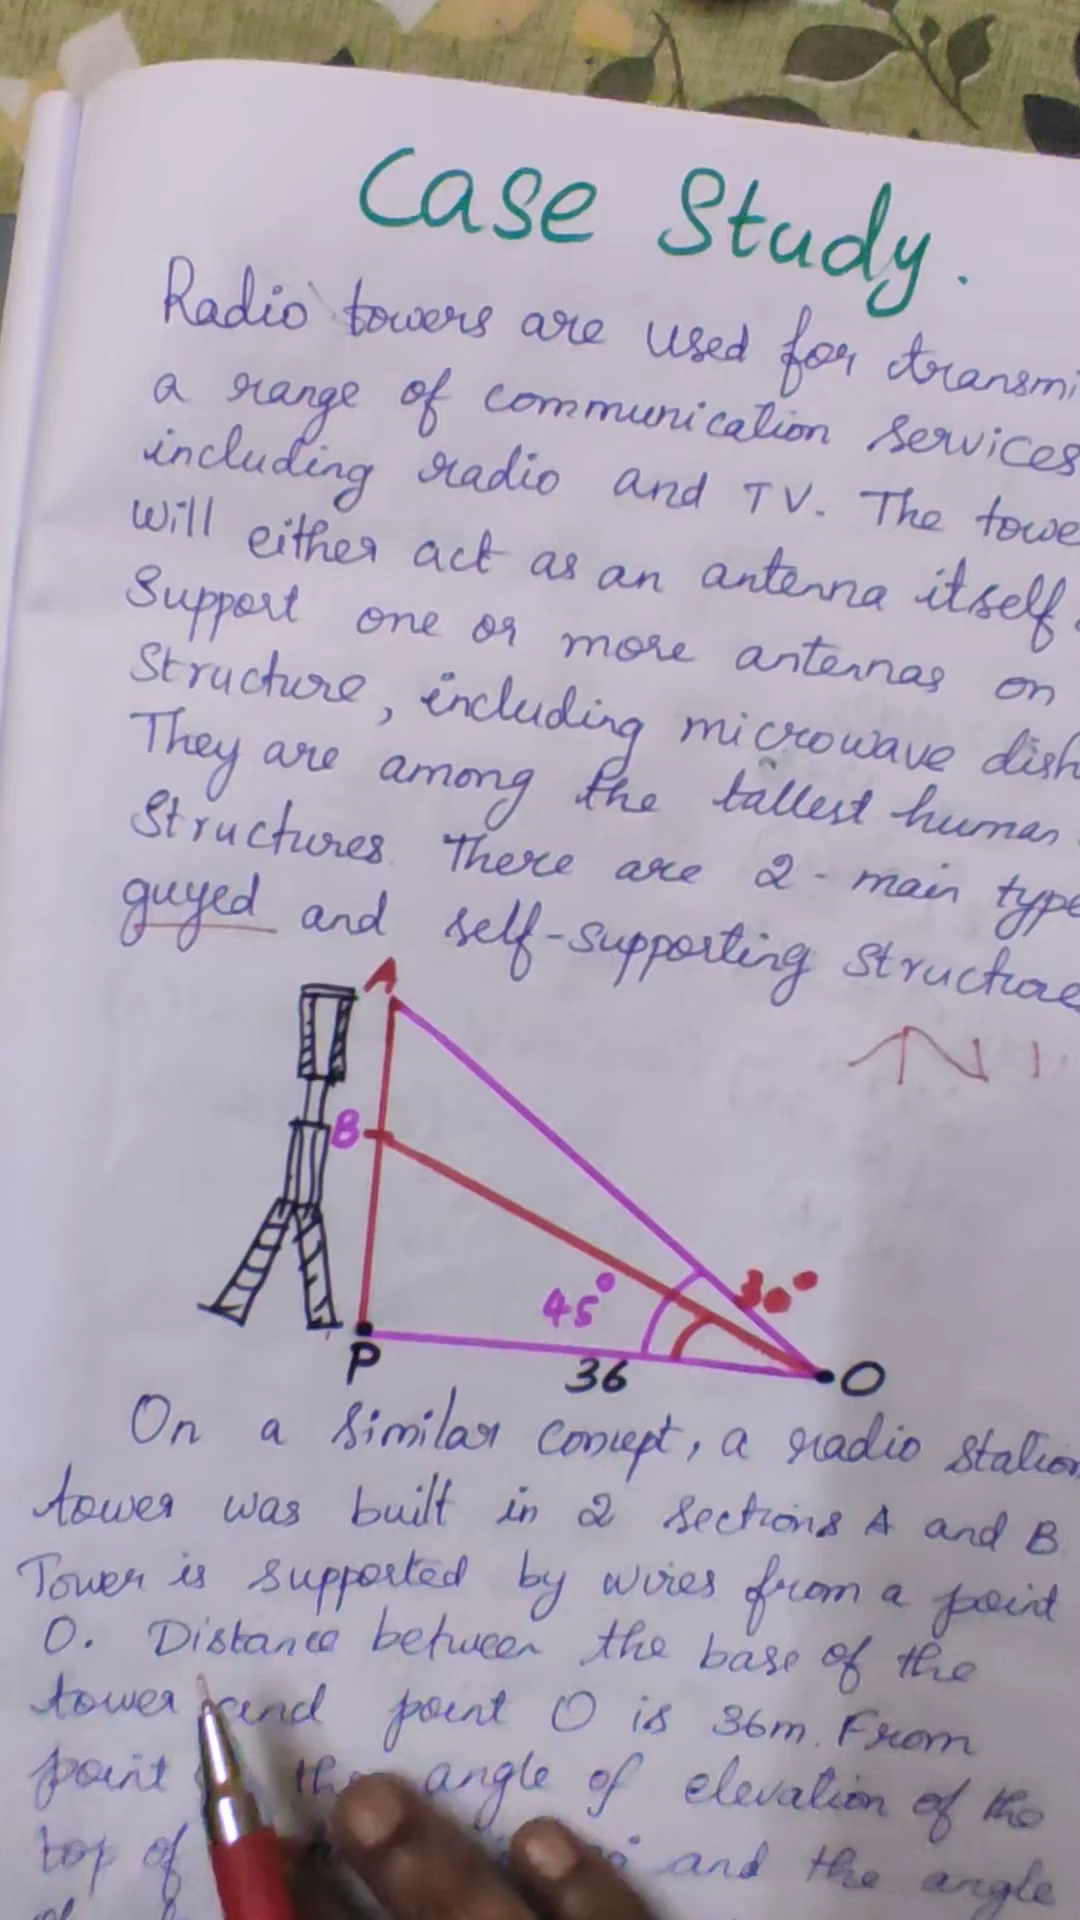 Case Study.
Radio towers are used for transmi
a range of communication services
including radio and TV. The towe
will either act as an antenna itself
Support one or more antennas on
Structure, including microwave dish
They are among the tallest human
Structures. There are 2 - main type
guyed and self-supporting structure
A
B
45°
30°
P
36
O
On a similar concept, a radio station
tower was built in 2 sections A and B.
Tower is supported by wires from a point
O. Distance between the base of the
tower and point O is 36m. From
point the angle of elevation of the
top of and the angle